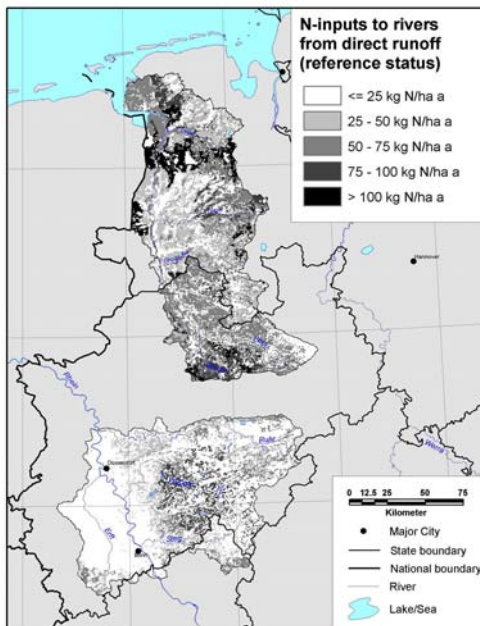 N-inputs to rivers
from direct runoff
(reference status)
<= 25 kg N/ha a
25 - 50 kg N/ha a
50 - 75 kg N/ha a
75 - 100 kg N/ha a
> 100 kg N/ha a
Hannover
Rhein
Ruhr
Werra
Erft
Sieg
0 12.5 25 50 75
Kilometer
Major City
State boundary
National boundary
River
Lake/Sea